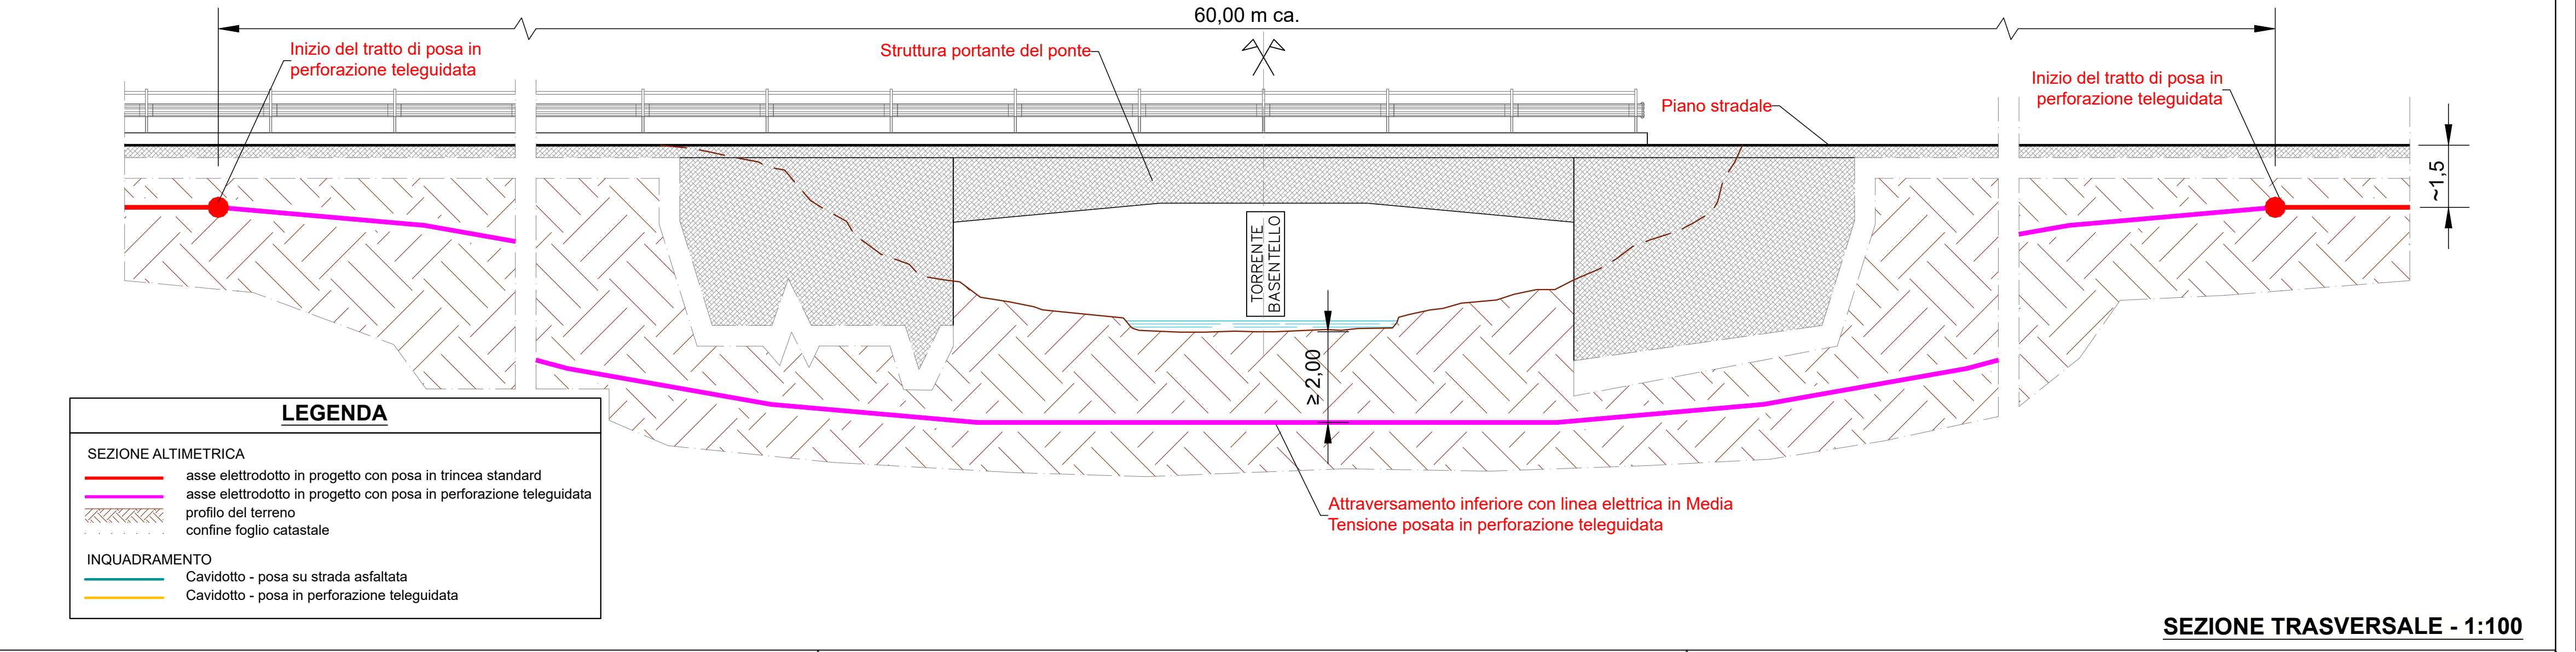 60,00 m ca.
Inizio del tratto di posa in
perforazione teleguidata
Struttura portante del ponte
Piano stradale
Inizio del tratto di posa in
perforazione teleguidata
~1,5
TORRENTE
BASENTELLO
≥ 2,00
Attraversamento inferiore con linea elettrica in Media
Tensione posata in perforazione teleguidata
LEGENDA
SEZIONE ALTIMETRICA
asse elettrodotto in progetto con posa in trincea standard
asse elettrodotto in progetto con posa in perforazione teleguidata
profilo del terreno
confine foglio catastale
INQUADRAMENTO
Cavidotto - posa su strada asfaltata
Cavidotto - posa in perforazione teleguidata
SEZIONE TRASVERSALE - 1:100